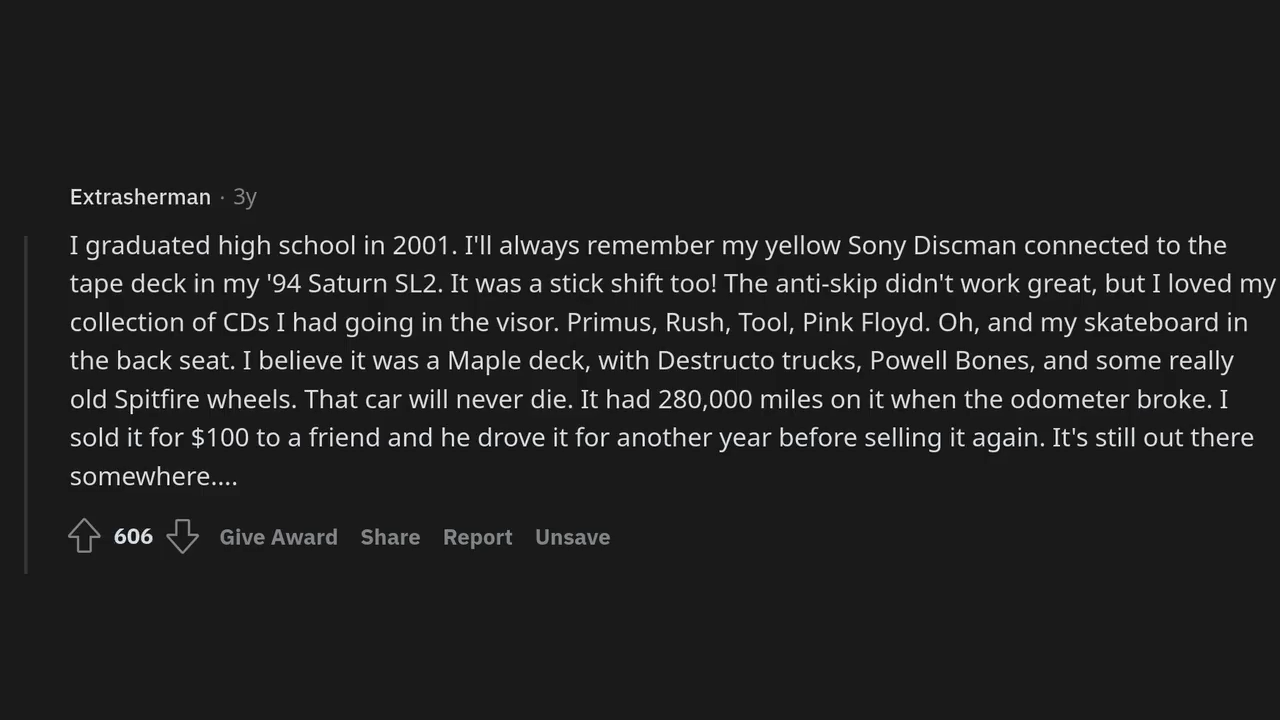 Extrasherman · 3y
I graduated high school in 2001. I'll always remember my yellow Sony Discman connected to the
tape deck in my '94 Saturn SL2. It was a stick shift too! The anti-skip didn't work great, but I loved my
collection of CDs I had going in the visor. Primus, Rush, Tool, Pink Floyd. Oh, and my skateboard in
the back seat. I believe it was a Maple deck, with Destructo trucks, Powell Bones, and some really
old Spitfire wheels. That car will never die. It had 280,000 miles on it when the odometer broke. I
sold it for $100 to a friend and he drove it for another year before selling it again. It's still out there
somewhere....
606 Give Award Share Report Unsave